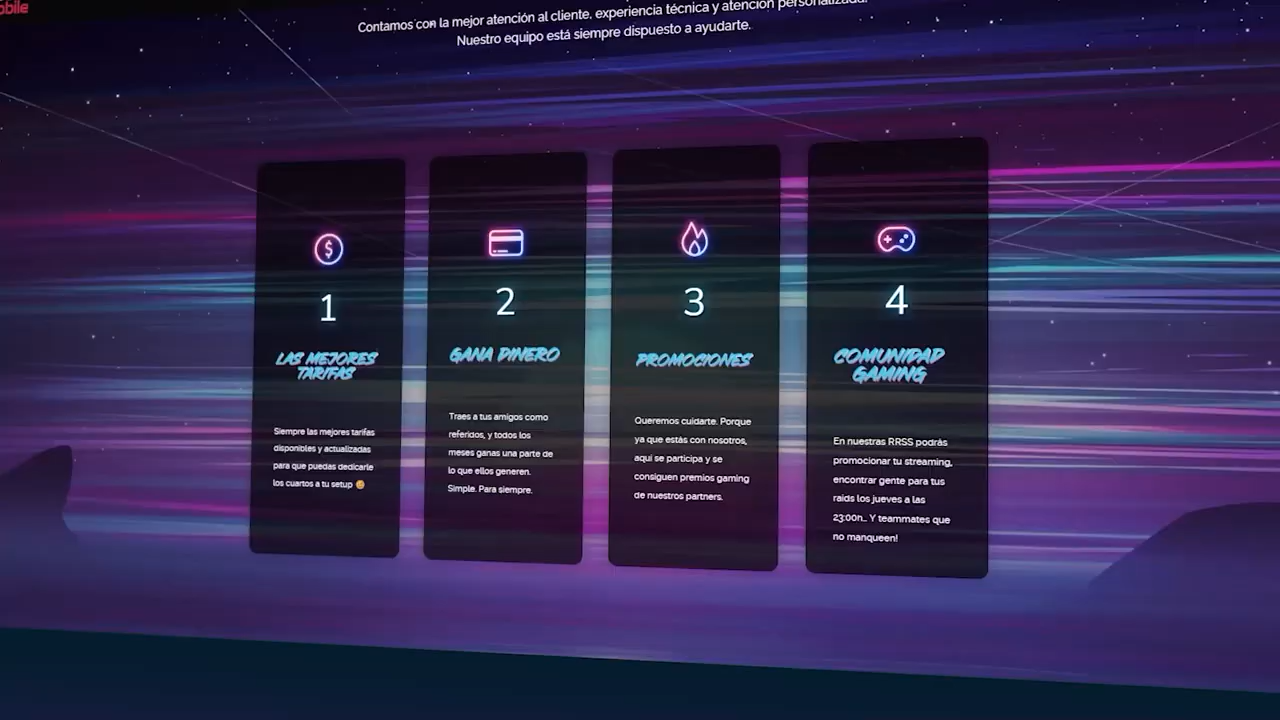 obile
Contamos con la mejor atención al cliente, experiencia técnica y atención personalizada.
Nuestro equipo está siempre dispuesto a ayudarte.
1
LAS MEJORES
TARIFAS
Siempre las mejores tarifas
disponibles y actualizadas
para que puedas dedicarle
los cuartos a tu setup 🧐
2
GANA DINERO
Traes a tus amigos como
referidos, y todos los
meses ganas una parte de
lo que ellos generen.
Simple. Para siempre.
3
PROMOCIONES
Queremos cuidarte. Porque
ya que estás con nosotros,
aquí se participa y se
consiguen premios gaming
de nuestros partners.
4
COMUNIDAD
GAMING
En nuestras RRSS podrás
promocionar tu streaming,
encontrar gente para tus
raids los jueves a las
23:00h... Y teammates que
no manqueen!